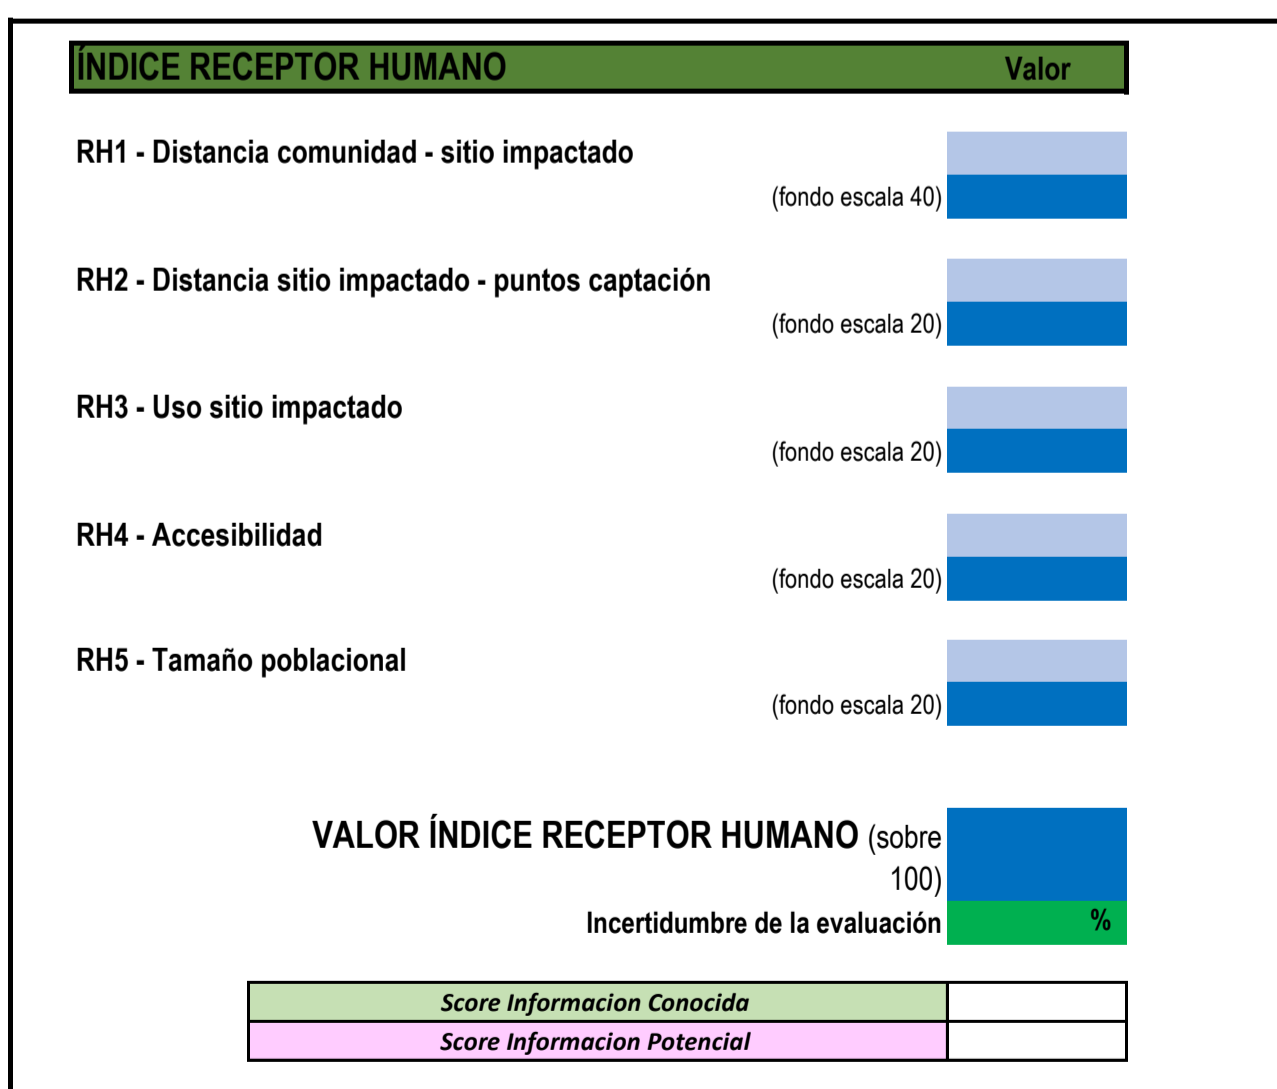 ÍNDICE RECEPTOR HUMANO Valor
RH1 - Distancia comunidad - sitio impactado
(fondo escala 40)
RH2 - Distancia sitio impactado - puntos captación
(fondo escala 20)
RH3 - Uso sitio impactado
(fondo escala 20)
RH4 - Accesibilidad
(fondo escala 20)
RH5 - Tamaño poblacional
(fondo escala 20)
VALOR ÍNDICE RECEPTOR HUMANO (sobre
100)
Incertidumbre de la evaluación %
Score Informacion Conocida
Score Informacion Potencial